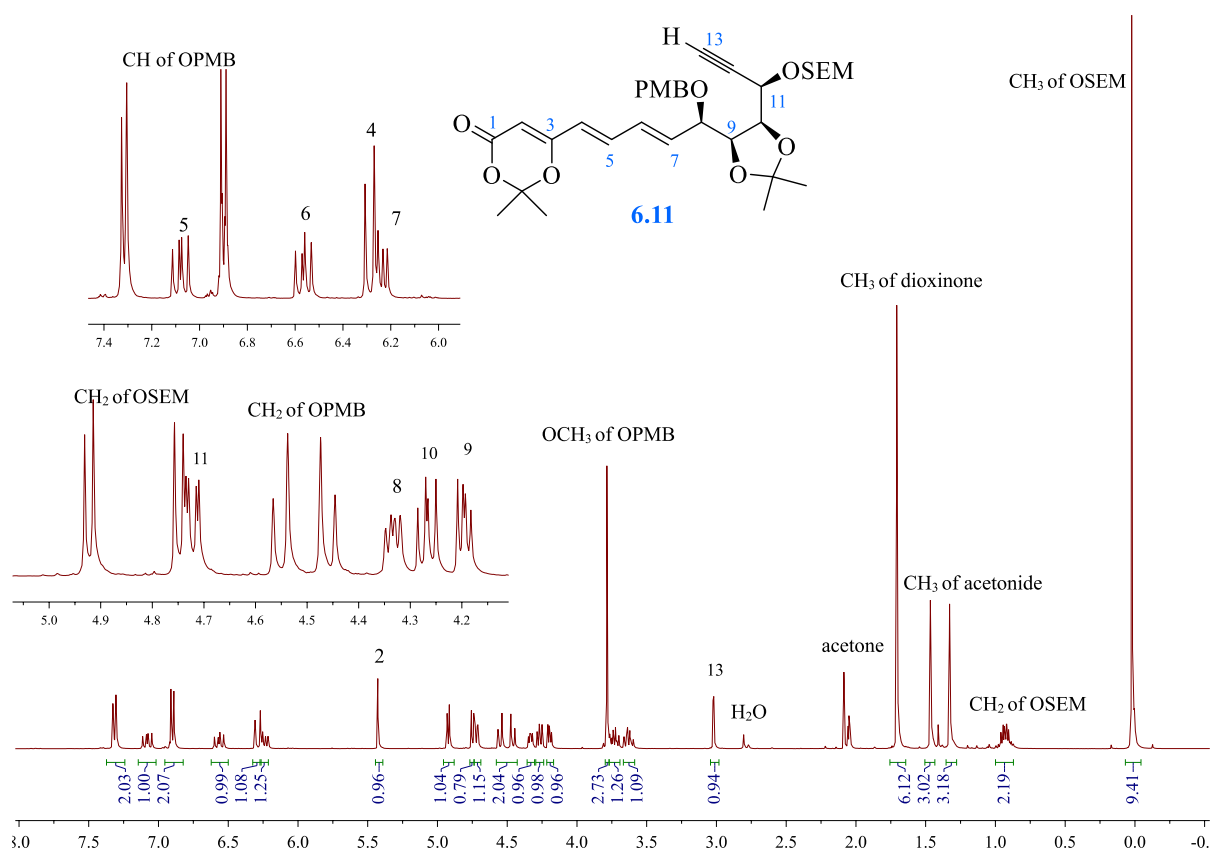 CH of OPMB
5
6
4
7
7.4 7.2 7.0 6.8 6.6 6.4 6.2 6.0
H
13
OSEM
PMBO
11
1
3
9
O
O
5
7
O
O
O
6.11
CH₃ of OSEM
CH₃ of dioxinone
CH₂ of OSEM
CH₂ of OPMB
11
8
10
9
5.0 4.9 4.8 4.7 4.6 4.5 4.4 4.3 4.2
OCH₃ of OPMB
CH₃ of acetonide
acetone
2
13
H₂O
CH₂ of OSEM
2.03 1.00 2.07 0.99 1.08 1.25 0.96 1.04 0.79 1.15 2.04 0.96 0.98 0.96 2.73 1.26 1.09 0.94 6.12 3.02 3.18 2.19 9.41
8.0 7.5 7.0 6.5 6.0 5.5 5.0 4.5 4.0 3.5 3.0 2.5 2.0 1.5 1.0 0.5 0.0